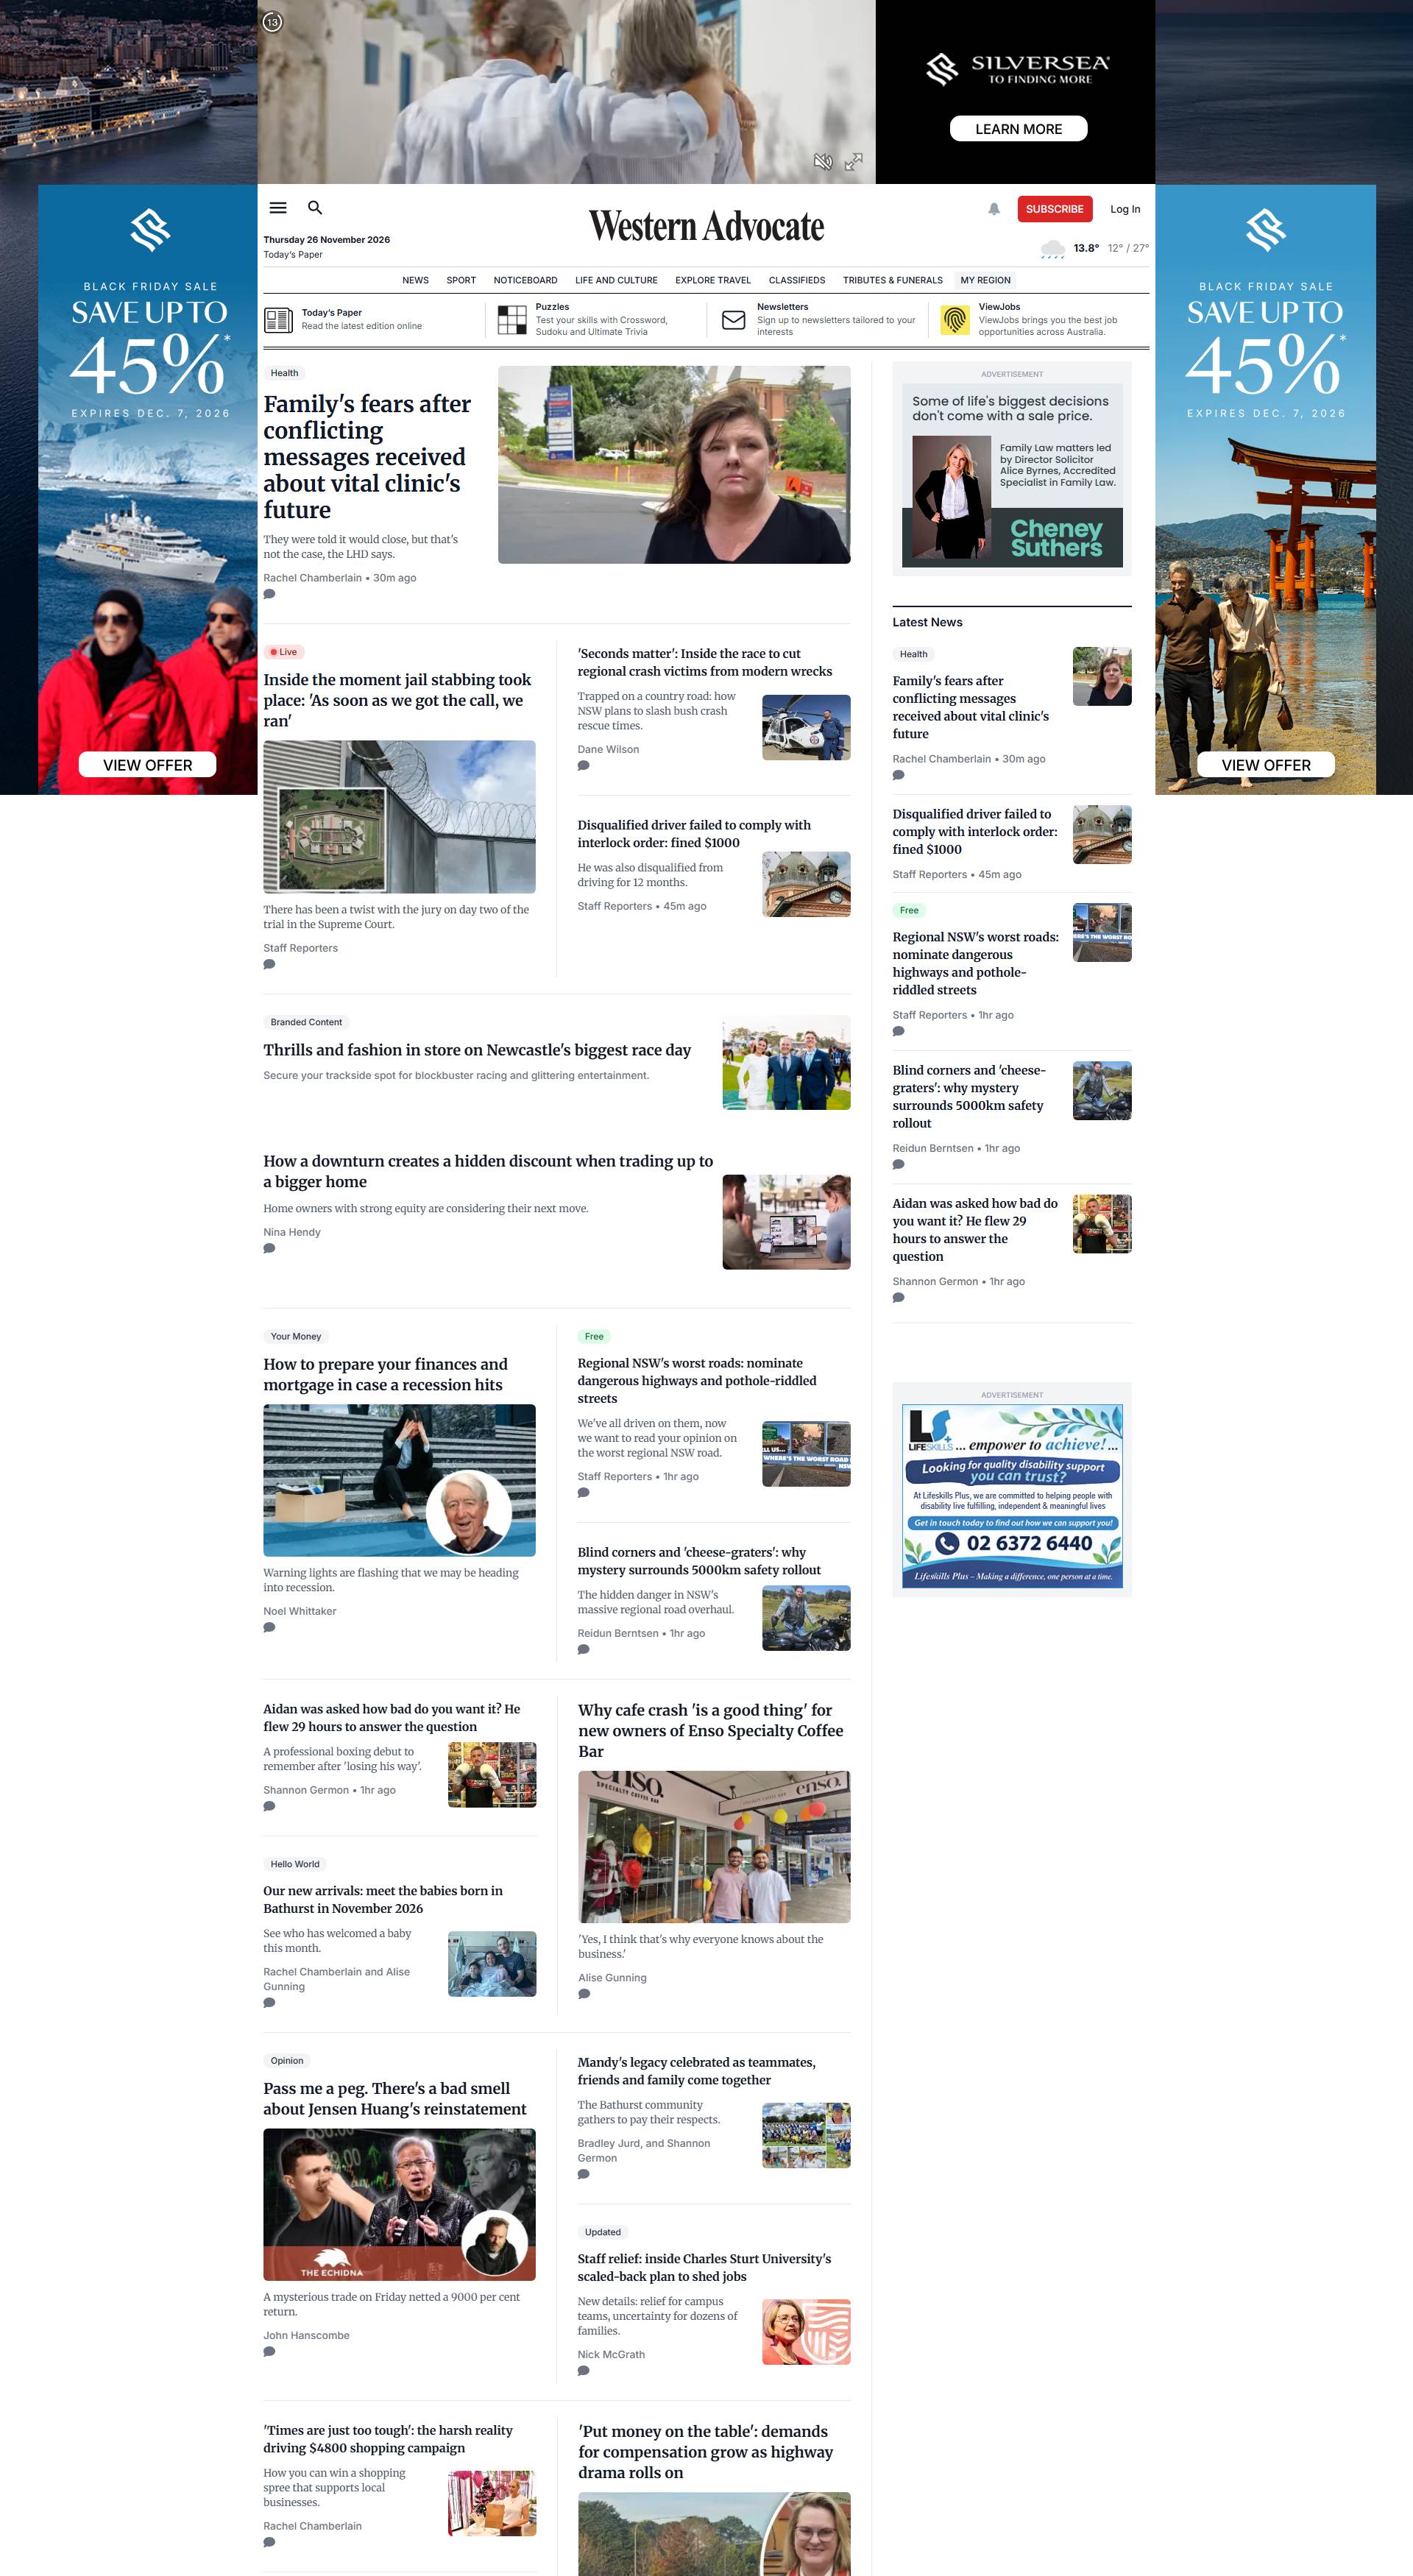 13
SILVERSEA
TO FINDING MORE
LEARN MORE
BLACK FRIDAY SALE
SAVE UP TO
45%*
EXPIRES DEC. 7, 2026
VIEW OFFER
BLACK FRIDAY SALE
SAVE UP TO
45%*
EXPIRES DEC. 7, 2026
VIEW OFFER
Western Advocate
SUBSCRIBE
Log In
Thursday 26 November 2026
Today's Paper
13.8° 12° / 27°
NEWS SPORT NOTICEBOARD LIFE AND CULTURE EXPLORE TRAVEL CLASSIFIEDS TRIBUTES & FUNERALS MY REGION
Today's Paper
Read the latest edition online
Puzzles
Test your skills with Crossword,
Sudoku and Ultimate Trivia
Newsletters
Sign up to newsletters tailored to your
interests
ViewJobs
ViewJobs brings you the best job
opportunities across Australia.
Health
Family's fears after
conflicting
messages received
about vital clinic's
future
They were told it would close, but that's
not the case, the LHD says.
Rachel Chamberlain • 30m ago
Live
Inside the moment jail stabbing took
place: 'As soon as we got the call, we
ran'
There has been a twist with the jury on day two of the
trial in the Supreme Court.
Staff Reporters
'Seconds matter': Inside the race to cut
regional crash victims from modern wrecks
Trapped on a country road: how
NSW plans to slash bush crash
rescue times.
Dane Wilson
Disqualified driver failed to comply with
interlock order: fined $1000
He was also disqualified from
driving for 12 months.
Staff Reporters • 45m ago
Branded Content
Thrills and fashion in store on Newcastle's biggest race day
Secure your trackside spot for blockbuster racing and glittering entertainment.
How a downturn creates a hidden discount when trading up to
a bigger home
Home owners with strong equity are considering their next move.
Nina Hendy
Your Money
How to prepare your finances and
mortgage in case a recession hits
Warning lights are flashing that we may be heading
into recession.
Noel Whittaker
Free
Regional NSW's worst roads: nominate
dangerous highways and pothole-riddled
streets
We've all driven on them, now
we want to read your opinion on
the worst regional NSW road.
WHERE'S THE WORST ROAD
Staff Reporters • 1hr ago
Blind corners and 'cheese-graters': why
mystery surrounds 5000km safety rollout
The hidden danger in NSW's
massive regional road overhaul.
Reidun Berntsen • 1hr ago
Aidan was asked how bad do you want it? He
flew 29 hours to answer the question
A professional boxing debut to
remember after 'losing his way'.
Shannon Germon • 1hr ago
Hello World
Our new arrivals: meet the babies born in
Bathurst in November 2026
See who has welcomed a baby
this month.
Rachel Chamberlain and Alise
Gunning
Why cafe crash 'is a good thing' for
new owners of Enso Specialty Coffee
Bar
enso.
SPECIALTY COFFEE BAR
enso.
'Yes, I think that's why everyone knows about the
business.'
Alise Gunning
Opinion
Pass me a peg. There's a bad smell
about Jensen Huang's reinstatement
THE ECHIDNA
A mysterious trade on Friday netted a 9000 per cent
return.
John Hanscombe
Mandy's legacy celebrated as teammates,
friends and family come together
The Bathurst community
gathers to pay their respects.
Bradley Jurd, and Shannon
Germon
Updated
Staff relief: inside Charles Sturt University's
scaled-back plan to shed jobs
New details: relief for campus
teams, uncertainty for dozens of
families.
Nick McGrath
'Times are just too tough': the harsh reality
driving $4800 shopping campaign
How you can win a shopping
spree that supports local
businesses.
Rachel Chamberlain
'Put money on the table': demands
for compensation grow as highway
drama rolls on
ADVERTISEMENT
Some of life's biggest decisions
don't come with a sale price.
Family Law matters led
by Director Solicitor
Alice Byrnes, Accredited
Specialist in Family Law.
Cheney
Suthers
Latest News
Health
Family's fears after
conflicting messages
received about vital clinic's
future
Rachel Chamberlain • 30m ago
Disqualified driver failed to
comply with interlock order:
fined $1000
Staff Reporters • 45m ago
Free
Regional NSW's worst roads:
nominate dangerous
highways and pothole-
riddled streets
Staff Reporters • 1hr ago
Blind corners and 'cheese-
graters': why mystery
surrounds 5000km safety
rollout
Reidun Berntsen • 1hr ago
Aidan was asked how bad do
you want it? He flew 29
hours to answer the
question
Shannon Germon • 1hr ago
ADVERTISEMENT
LS+
LIFESKILLS
... empower to achieve! ...
Looking for quality disability support
you can trust?
At Lifeskills Plus, we are committed to helping people with
disability live fulfilling, independent & meaningful lives
Get in touch today to find out how we can support you!
02 6372 6440
Lifeskills Plus – Making a difference, one person at a time.